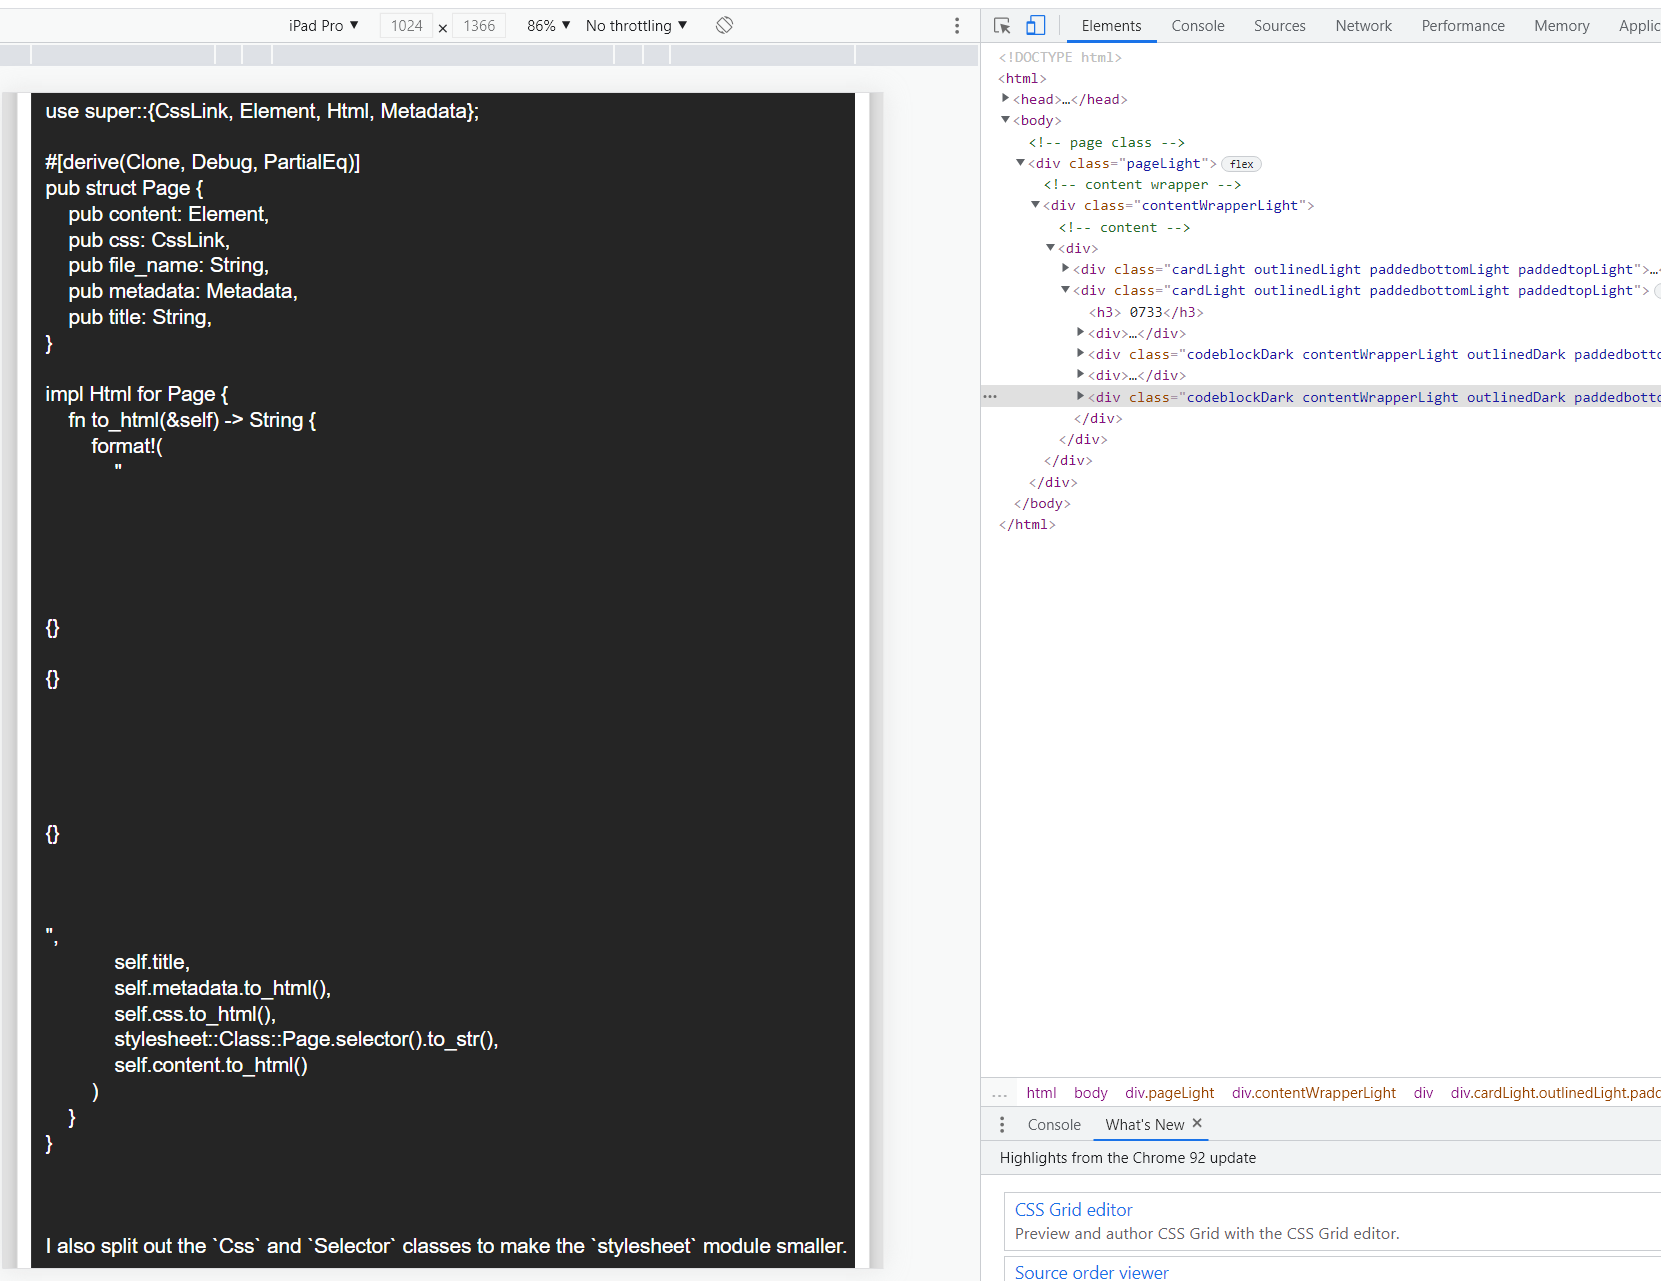 iPad Pro ▼ 1024 × 1366 86% ▼ No throttling ▼
use super::{CssLink, Element, Html, Metadata};
#[derive(Clone, Debug, PartialEq)]
pub struct Page {
pub content: Element,
pub css: CssLink,
pub file_name: String,
pub metadata: Metadata,
pub title: String,
}
impl Html for Page {
fn to_html(&self) -> String {
format!(
"
{}
{}
{}
",
self.title,
self.metadata.to_html(),
self.css.to_html(),
stylesheet::Class::Page.selector().to_str(),
self.content.to_html()
)
}
}
I also split out the `Css` and `Selector` classes to make the `stylesheet` module smaller.
Elements Console Sources Network Performance Memory Applic
<!DOCTYPE html>
<html>
<head>…</head>
<body>
<!-- page class -->
<div class="pageLight"> flex
<!-- content wrapper -->
<div class="contentWrapperLight">
<!-- content -->
<div>
<div class="cardLight outlinedLight paddedbottomLight paddedtopLight">…
<div class="cardLight outlinedLight paddedbottomLight paddedtopLight">
<h3> 0733</h3>
<div>…</div>
<div class="codeblockDark contentWrapperLight outlinedDark paddedbotto
<div>…</div>
<div class="codeblockDark contentWrapperLight outlinedDark paddedbotto
</div>
</div>
</div>
</div>
</body>
</html>
... html body div.pageLight div.contentWrapperLight div div.cardLight.outlinedLight.padd
Console What's New ×
Highlights from the Chrome 92 update
CSS Grid editor
Preview and author CSS Grid with the CSS Grid editor.
Source order viewer